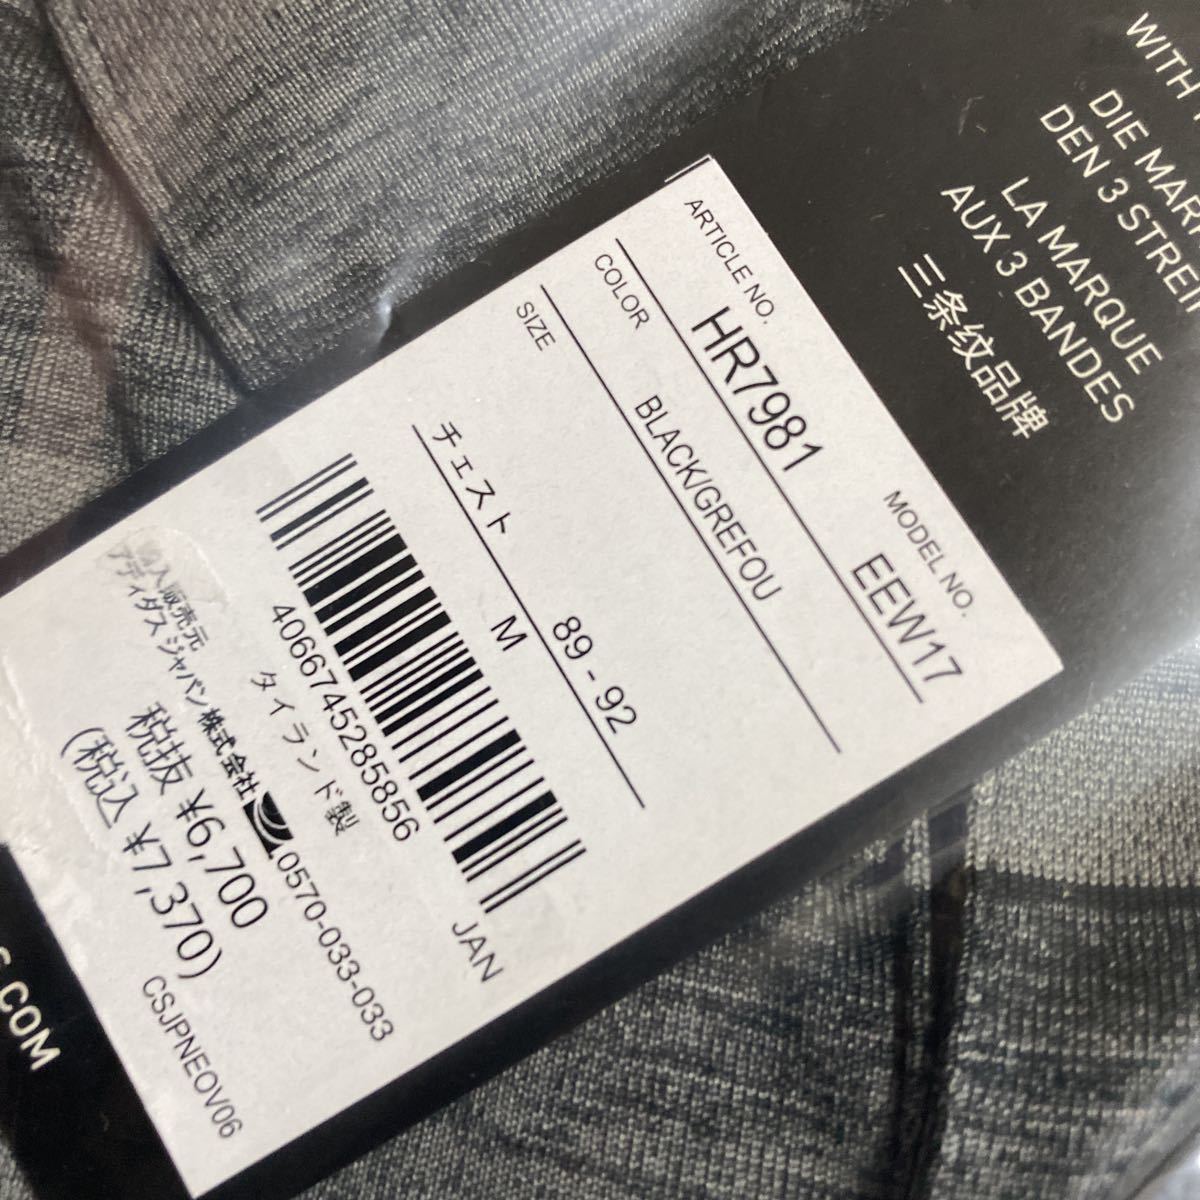 WITH
DIE MARK
DEN 3 STREIF
LA MARQUE
AUX 3 BANDES
三条纹品牌
ARTICLE NO.
MODEL NO.
HR7981
EEW17
COLOR
BLACK/GREFOU
SIZE
チェスト
89 - 92
M
JAN
4066745285856
タイランド製
輸入販売元
アディダス ジャパン 株式会社
0570-033-033
税抜 ¥6,700
(税込 ¥7,370)
CSJPNEOV06
.COM